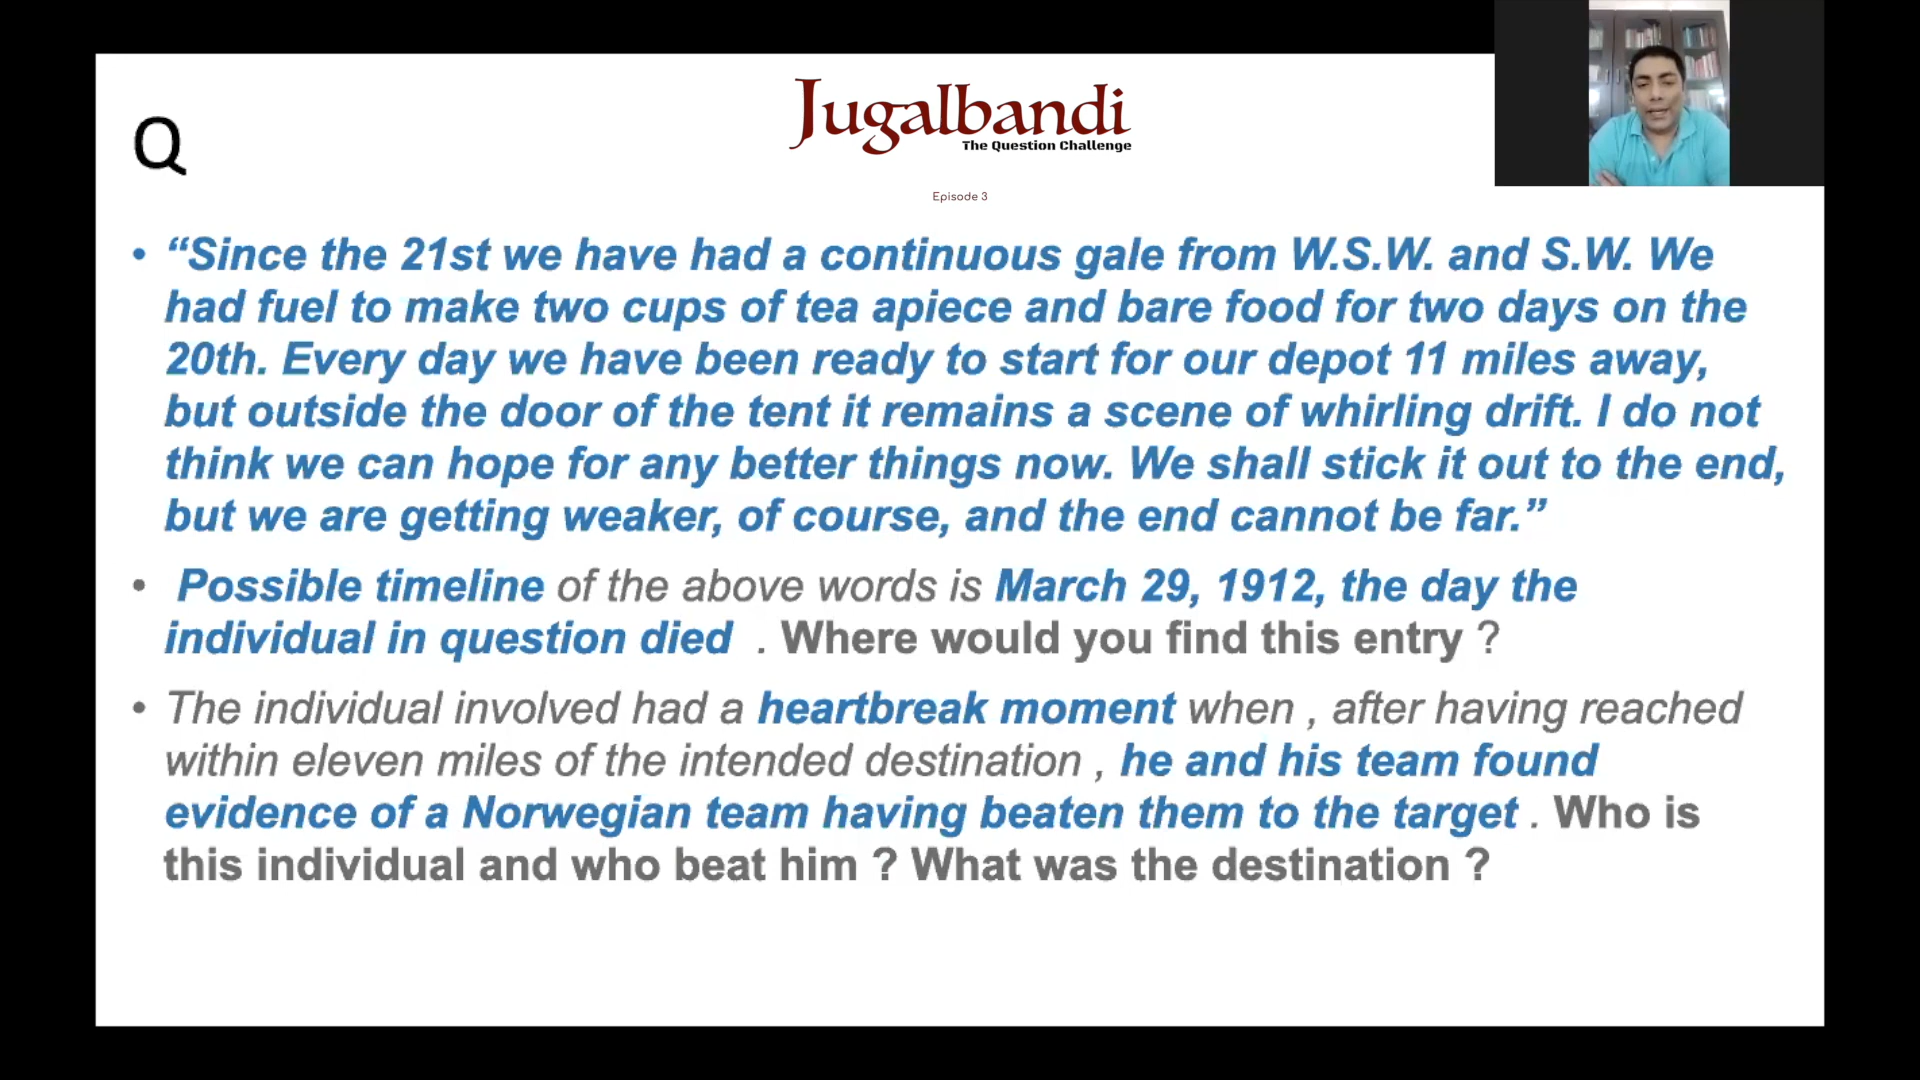 Jugalbandi
The Question Challenge
Q
Episode 3
• “Since the 21st we have had a continuous gale from W.S.W. and S.W. We
had fuel to make two cups of tea apiece and bare food for two days on the
20th. Every day we have been ready to start for our depot 11 miles away,
but outside the door of the tent it remains a scene of whirling drift. I do not
think we can hope for any better things now. We shall stick it out to the end,
but we are getting weaker, of course, and the end cannot be far.”
• Possible timeline of the above words is March 29, 1912, the day the
individual in question died . Where would you find this entry ?
• The individual involved had a heartbreak moment when , after having reached
within eleven miles of the intended destination , he and his team found
evidence of a Norwegian team having beaten them to the target . Who is
this individual and who beat him ? What was the destination ?